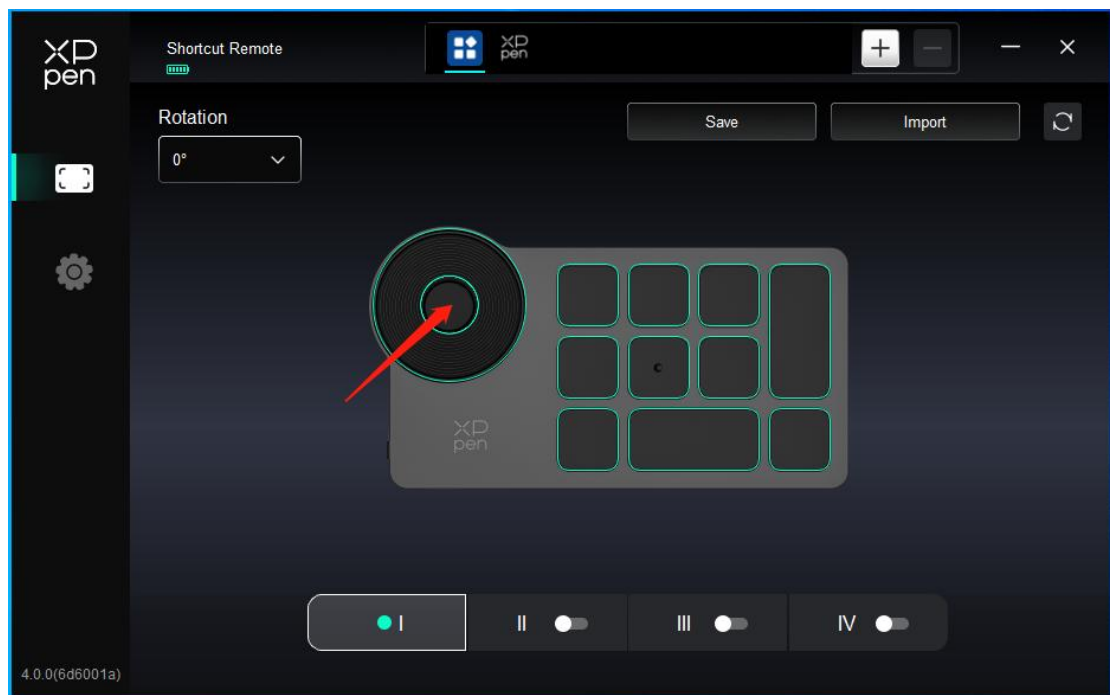 XP
pen
Shortcut Remote
XP
pen
Rotation
Save
Import
0°
XP
pen
I
II
III
IV
4.0.0(6d6001a)